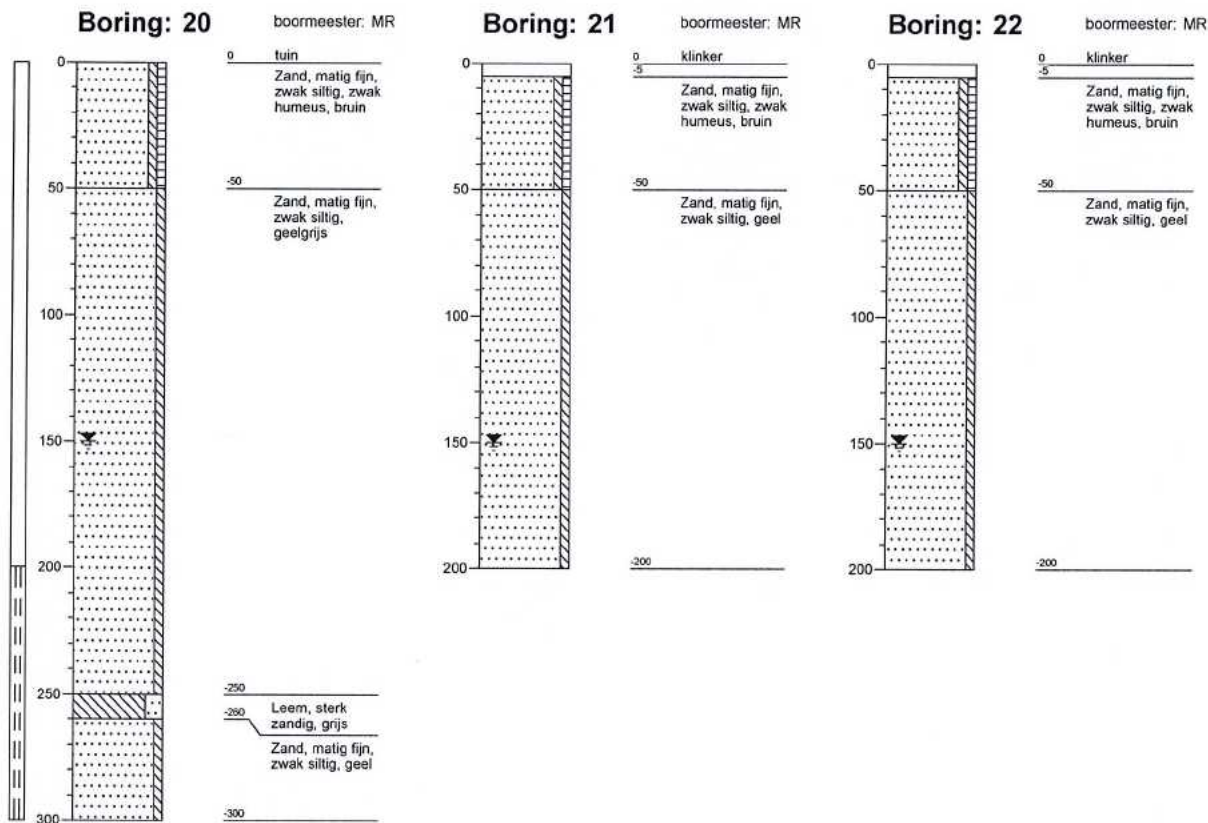 Boring: 20
boormeester: MR
0
50
100
150
200
250
300
0
tuin
Zand, matig fijn,
zwak siltig, zwak
humeus, bruin
-50
Zand, matig fijn,
zwak siltig,
geelgrijs
-250
Leem, sterk
zandig, grijs
-260
Zand, matig fijn,
zwak siltig, geel
-300
Boring: 21
boormeester: MR
0
50
100
150
200
0
klinker
-5
Zand, matig fijn,
zwak siltig, zwak
humeus, bruin
-50
Zand, matig fijn,
zwak siltig, geel
-200
Boring: 22
boormeester: MR
0
50
100
150
200
0
klinker
-5
Zand, matig fijn,
zwak siltig, zwak
humeus, bruin
-50
Zand, matig fijn,
zwak siltig, geel
-200